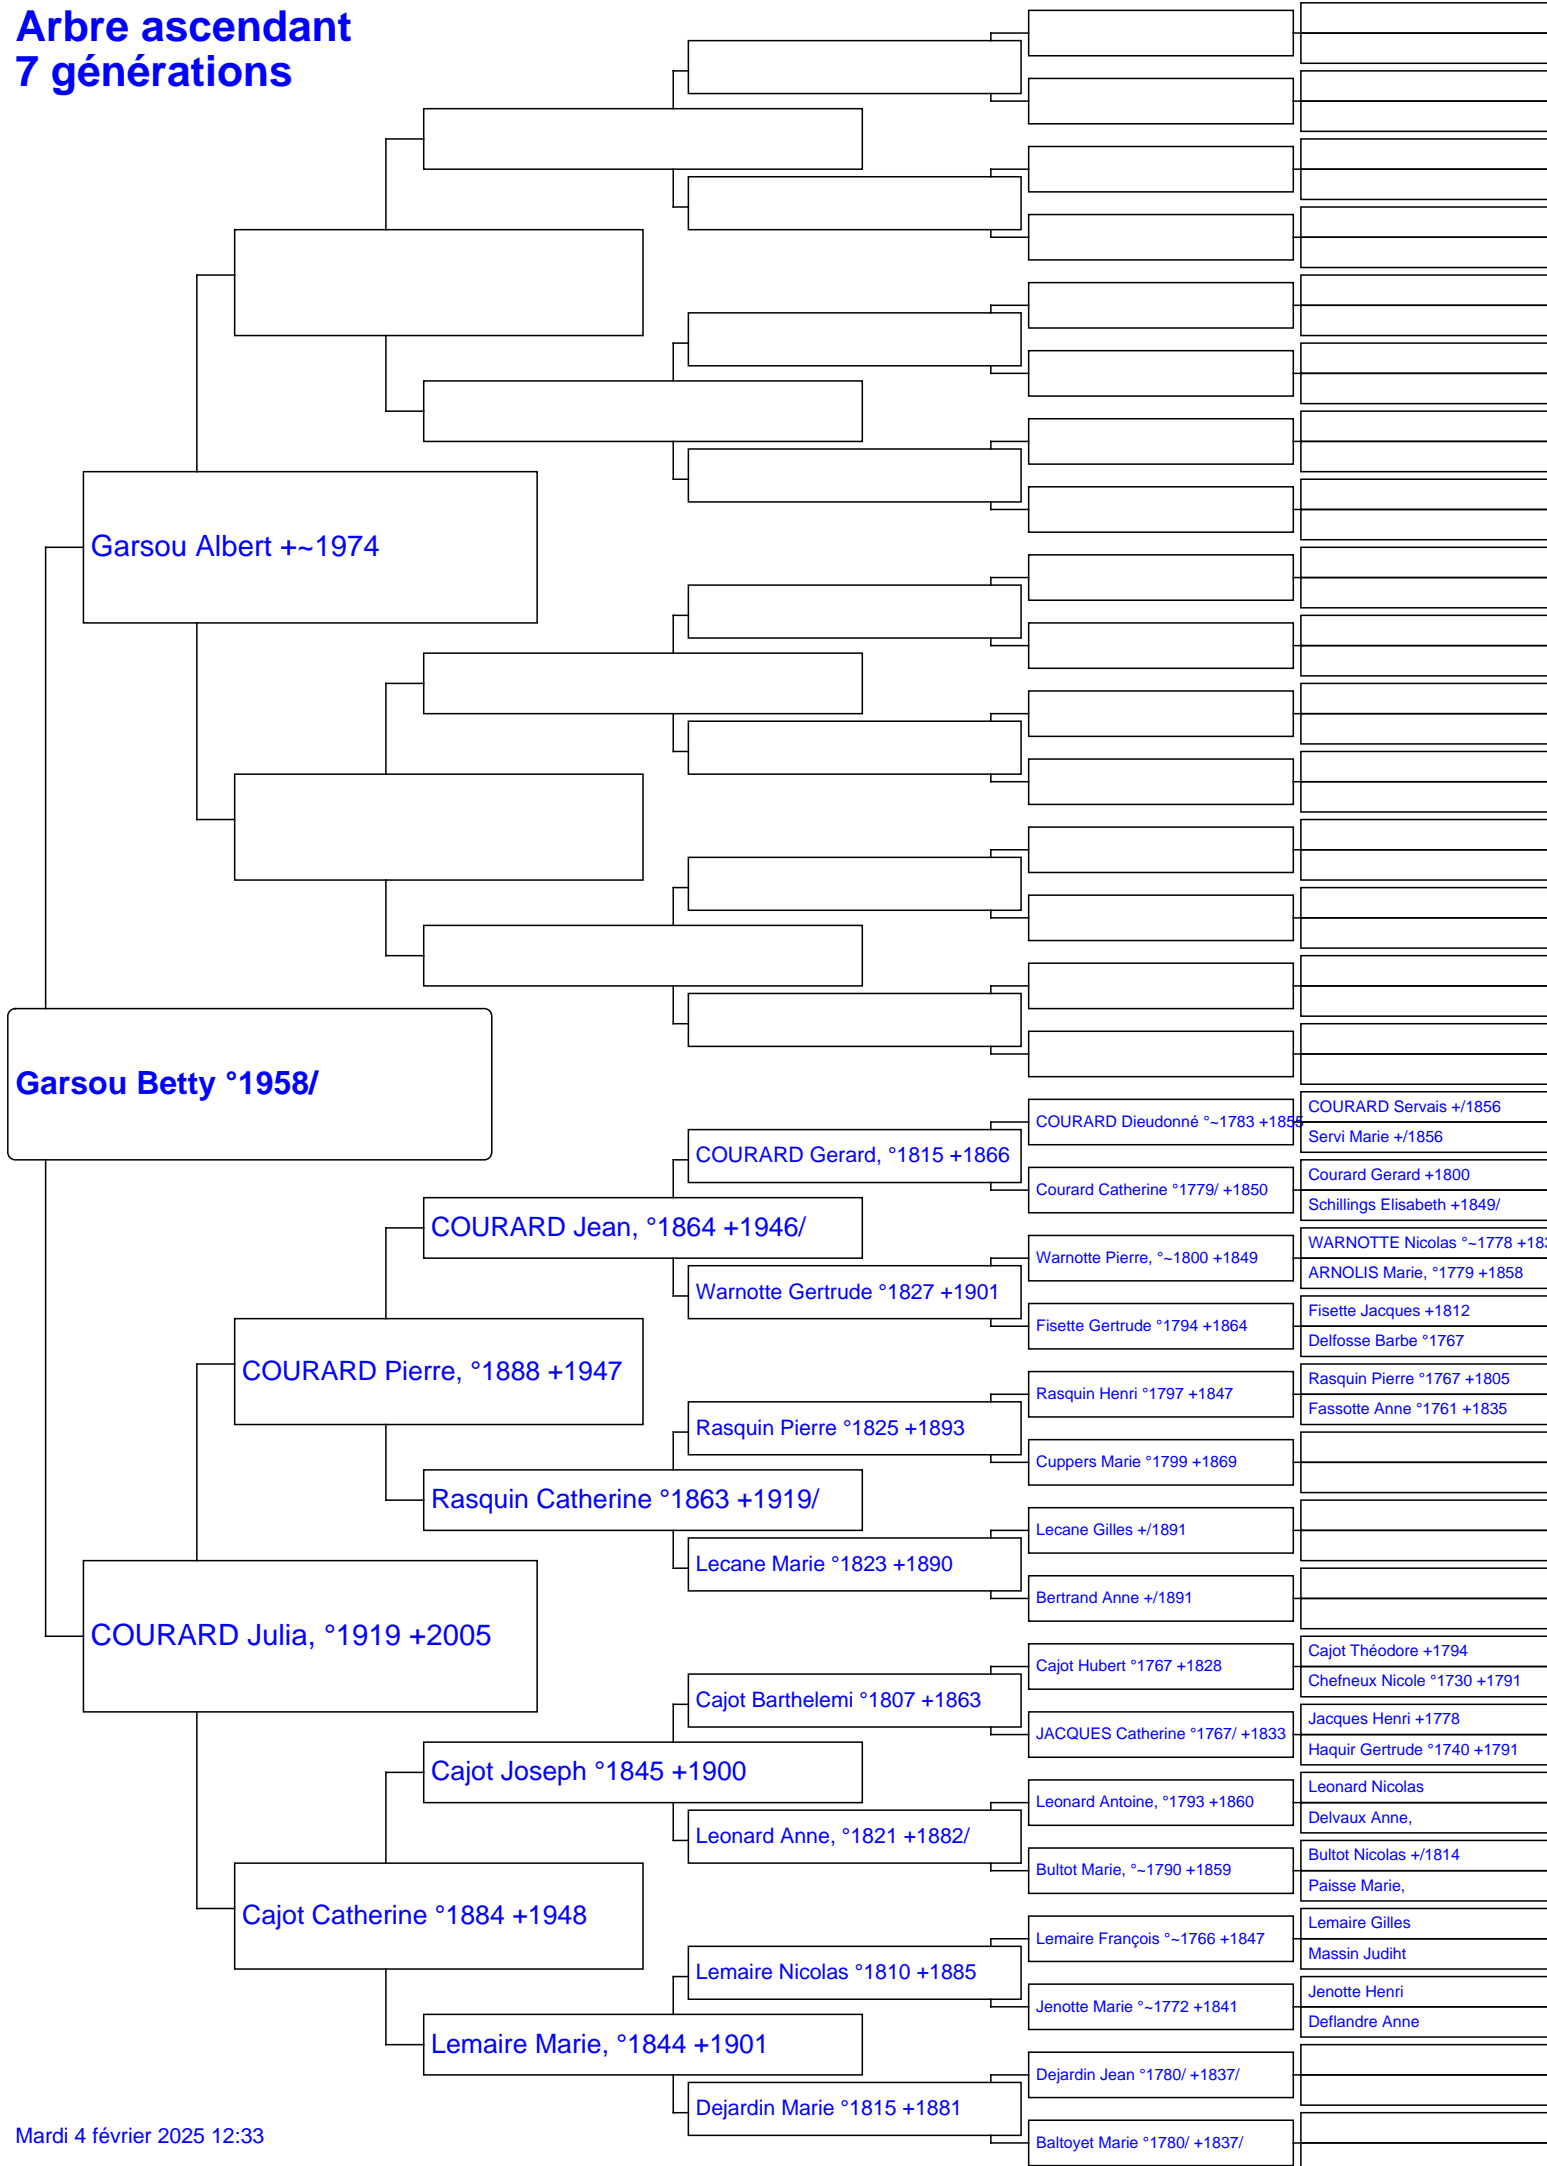 Arbre ascendant
7 générations
Garsou Albert +~1974
Garsou Betty °1958/
COURARD Dieudonné °~1783 +1855
COURARD Servais +/1856
Servi Marie +/1856
COURARD Gerard, °1815 +1866
Courard Catherine °1779/ +1850
Courard Gerard +1800
Schillings Elisabeth +1849/
COURARD Jean, °1864 +1946/
Warnotte Pierre, °~1800 +1849
WARNOTTE Nicolas °~1778
ARNOLIS Marie, °1779 +1858
Warnotte Gertrude °1827 +1901
Fisette Gertrude °1794 +1864
Fisette Jacques +1812
Delfosse Barbe °1767
COURARD Pierre, °1888 +1947
Rasquin Henri °1797 +1847
Rasquin Pierre °1767 +1805
Fassotte Anne °1761 +1835
Rasquin Pierre °1825 +1893
Cuppers Marie °1799 +1869
Rasquin Catherine °1863 +1919/
Lecane Gilles +/1891
Lecane Marie °1823 +1890
Bertrand Anne +/1891
COURARD Julia, °1919 +2005
Cajot Hubert °1767 +1828
Cajot Théodore +1794
Chefneux Nicole °1730 +1791
Cajot Barthelemi °1807 +1863
JACQUES Catherine °1767/ +1833
Jacques Henri +1778
Haquir Gertrude °1740 +1791
Cajot Joseph °1845 +1900
Leonard Antoine, °1793 +1860
Leonard Nicolas
Delvaux Anne,
Leonard Anne, °1821 +1882/
Bultot Marie, °~1790 +1859
Bultot Nicolas +/1814
Paisse Marie,
Cajot Catherine °1884 +1948
Lemaire François °~1766 +1847
Lemaire Gilles
Massin Judiht
Lemaire Nicolas °1810 +1885
Jenotte Marie °~1772 +1841
Jenotte Henri
Deflandre Anne
Lemaire Marie, °1844 +1901
Dejardin Jean °1780/ +1837/
Dejardin Marie °1815 +1881
Baltoyet Marie °1780/ +1837/
Mardi 4 février 2025 12:33